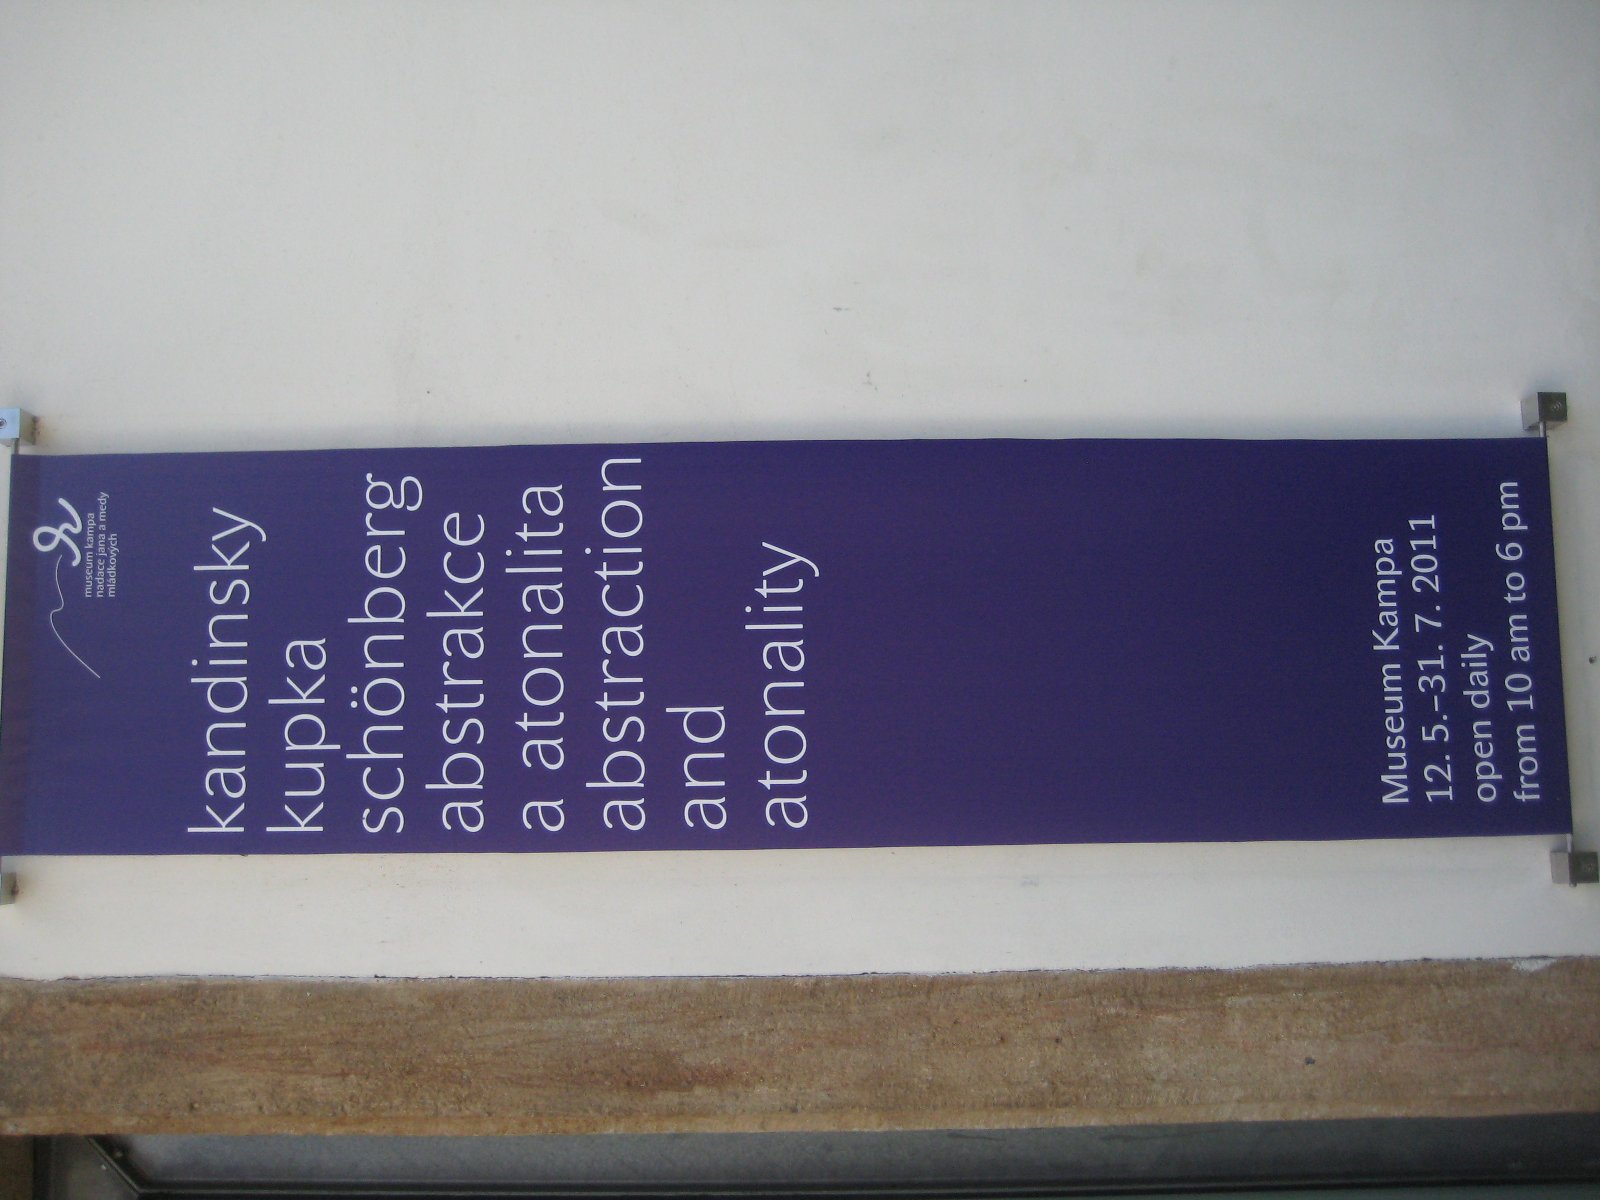 museum kampa
nadace jana a medy
mládkových
kandinsky
kupka
schönberg
abstrakce
a atonalita
abstraction
and
atonality
Museum Kampa
12. 5.–31. 7. 2011
open daily
from 10 am to 6 pm